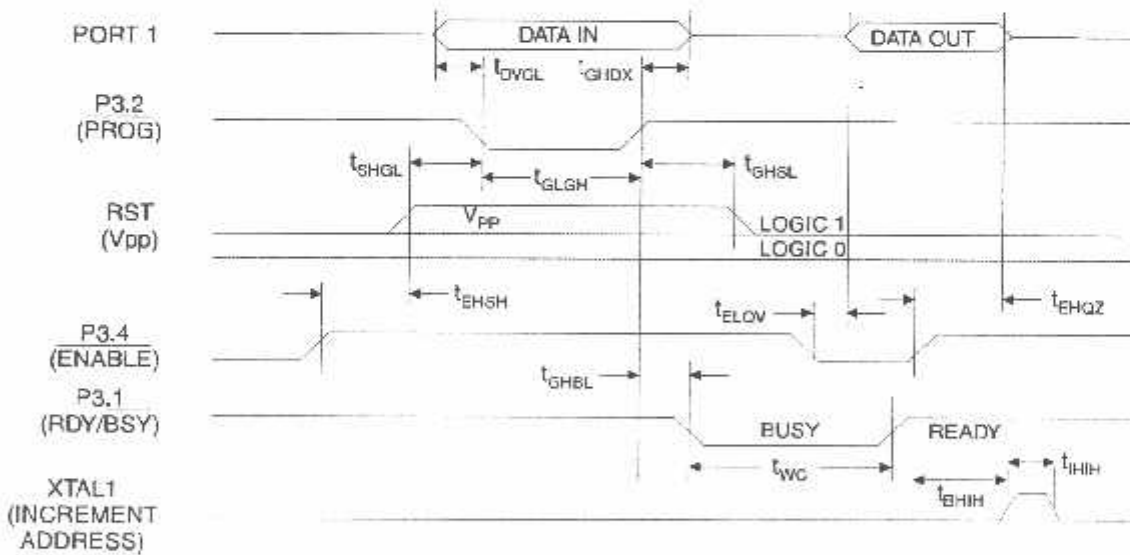 PORT 1
DATA IN
DATA OUT
tDVGL
tGHDX
P3.2
(PROG)
tSHGL
tGLGH
tGHSL
RST
(Vpp)
VPP
LOGIC 1
LOGIC 0
tEHSH
tELQV
tEHQZ
P3.4
(ENABLE)
tGHBL
P3.1
(RDY/BSY)
BUSY
READY
tWC
tIHIH
tBHIH
XTAL1
(INCREMENT
ADDRESS)